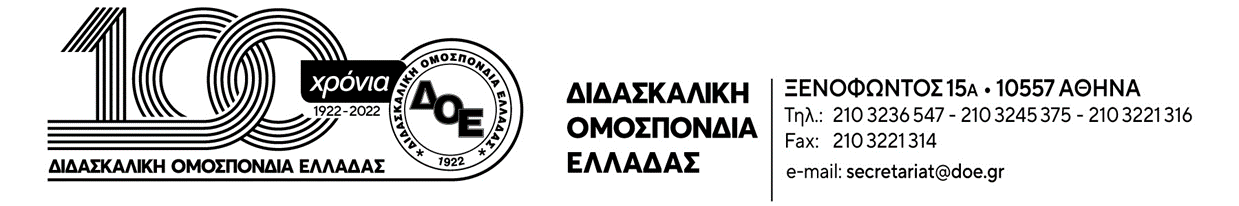 100
χρόνια
1922-2022
ΔΙΔΑΣΚΑΛΙΚΗ ΟΜΟΣΠΟΝΔΙΑ ΕΛΛΑΔΑΣ
* ΔΙΔΑΣΚΑΛΙΚΗ ΟΜΟΣΠΟΝΔΙΑ ΕΛΛΑΔΑΣ *
ΔΟΕ
1922
ΔΙΔΑΣΚΑΛΙΚΗ
ΟΜΟΣΠΟΝΔΙΑ
ΕΛΛΑΔΑΣ
ΞΕΝΟΦΩΝΤΟΣ 15Α • 10557 ΑΘΗΝΑ
Τηλ.: 210 3236 547 - 210 3245 375 - 210 3221 316
Fax: 210 3221 314
e-mail: secretariat@doe.gr